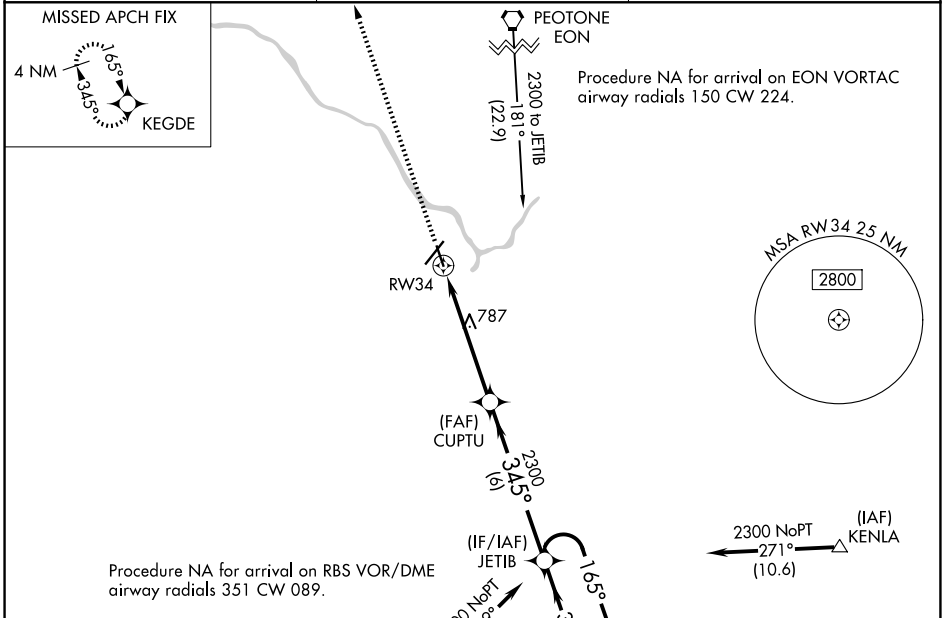 MISSED APCH FIX
4 NM
165°
345°
KEGDE
PEOTONE
EON
2300 to JETIB
181°
(22.9)
Procedure NA for arrival on EON VORTAC
airway radials 150 CW 224.
MSA RW34 25 NM
2800
RW34
787
(FAF)
CUPTU
2300
345°
(6)
(IF/IAF)
JETIB
165°
2300 NoPT
271°
(10.6)
(IAF)
KENLA
Procedure NA for arrival on RBS VOR/DME
airway radials 351 CW 089.
NoPT